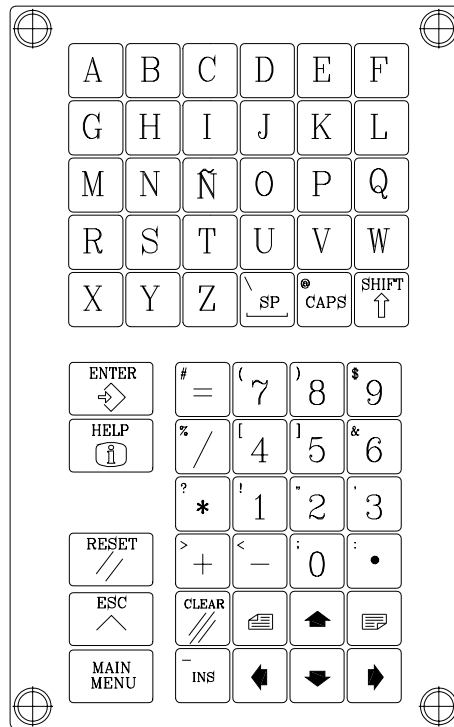 A B C D E F
G H I J K L
M N Ñ O P Q
R S T U V W
X Y Z \ SP @ CAPS SHIFT
ENTER # = ( 7 ) 8 $ 9
HELP i % / [ 4 ] 5 & 6
? * ! 1 " 2 ' 3
RESET // > + < - ; 0 : •
ESC CLEAR ///
MAIN
MENU _ INS